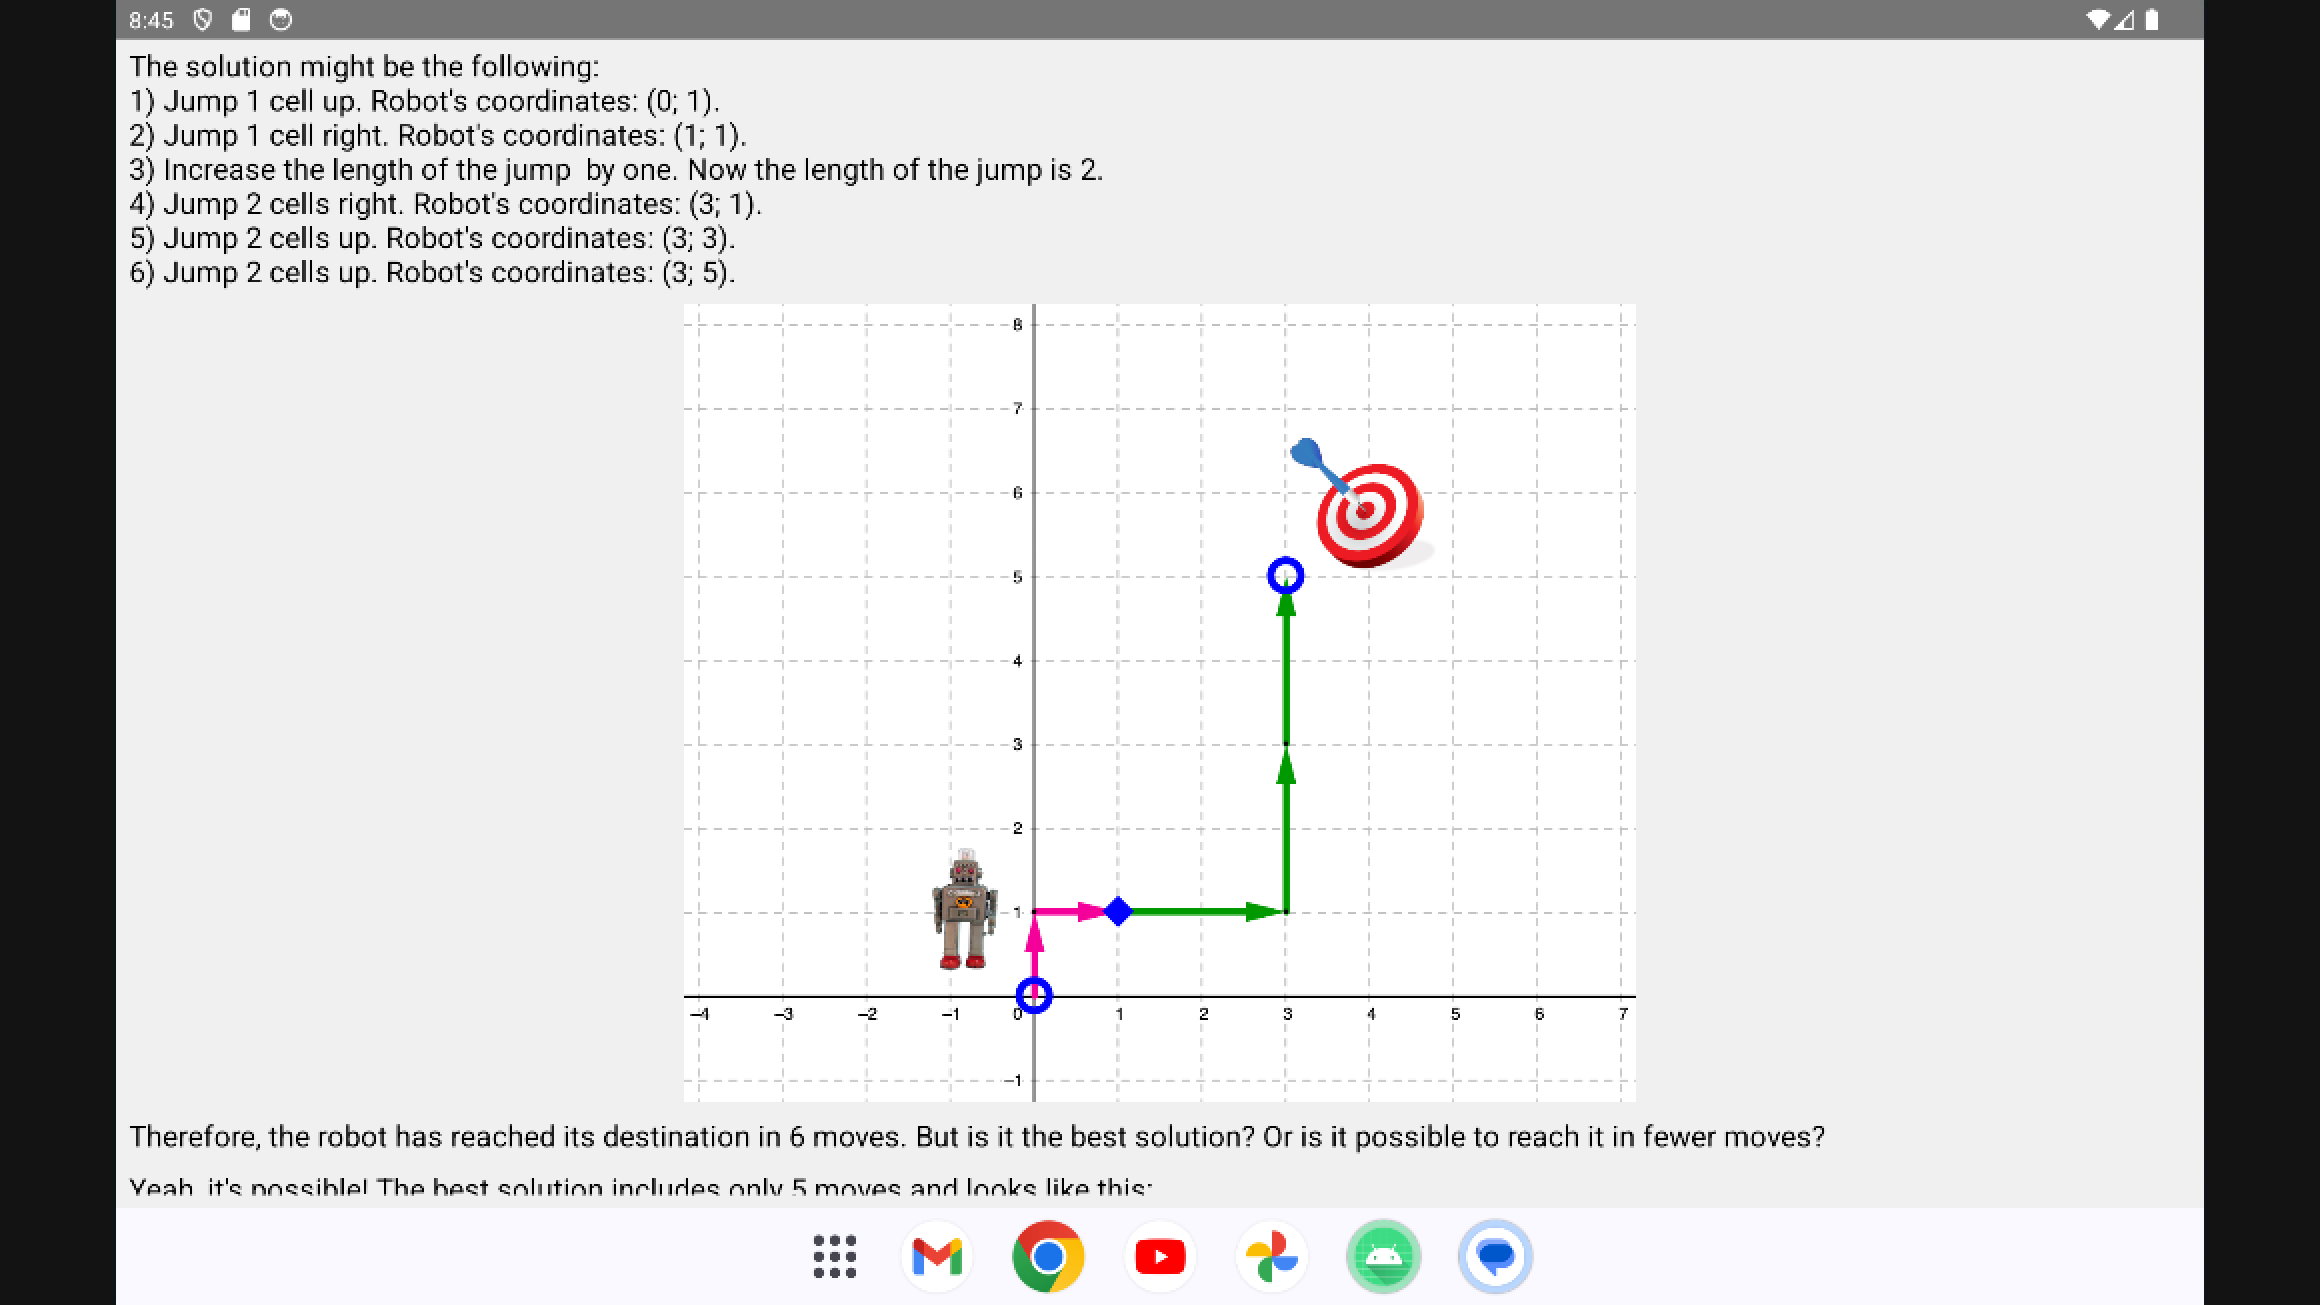 8:45
The solution might be the following:
1) Jump 1 cell up. Robot's coordinates: (0; 1).
2) Jump 1 cell right. Robot's coordinates: (1; 1).
3) Increase the length of the jump  by one. Now the length of the jump is 2.
4) Jump 2 cells right. Robot's coordinates: (3; 1).
5) Jump 2 cells up. Robot's coordinates: (3; 3).
6) Jump 2 cells up. Robot's coordinates: (3; 5).
8
7
6
5
4
3
2
1
–4 –3 –2 –1 0 1 2 3 4 5 6 7
–1
Therefore, the robot has reached its destination in 6 moves. But is it the best solution? Or is it possible to reach it in fewer moves?
Yeah, it's possible! The best solution includes only 5 moves and looks like this: